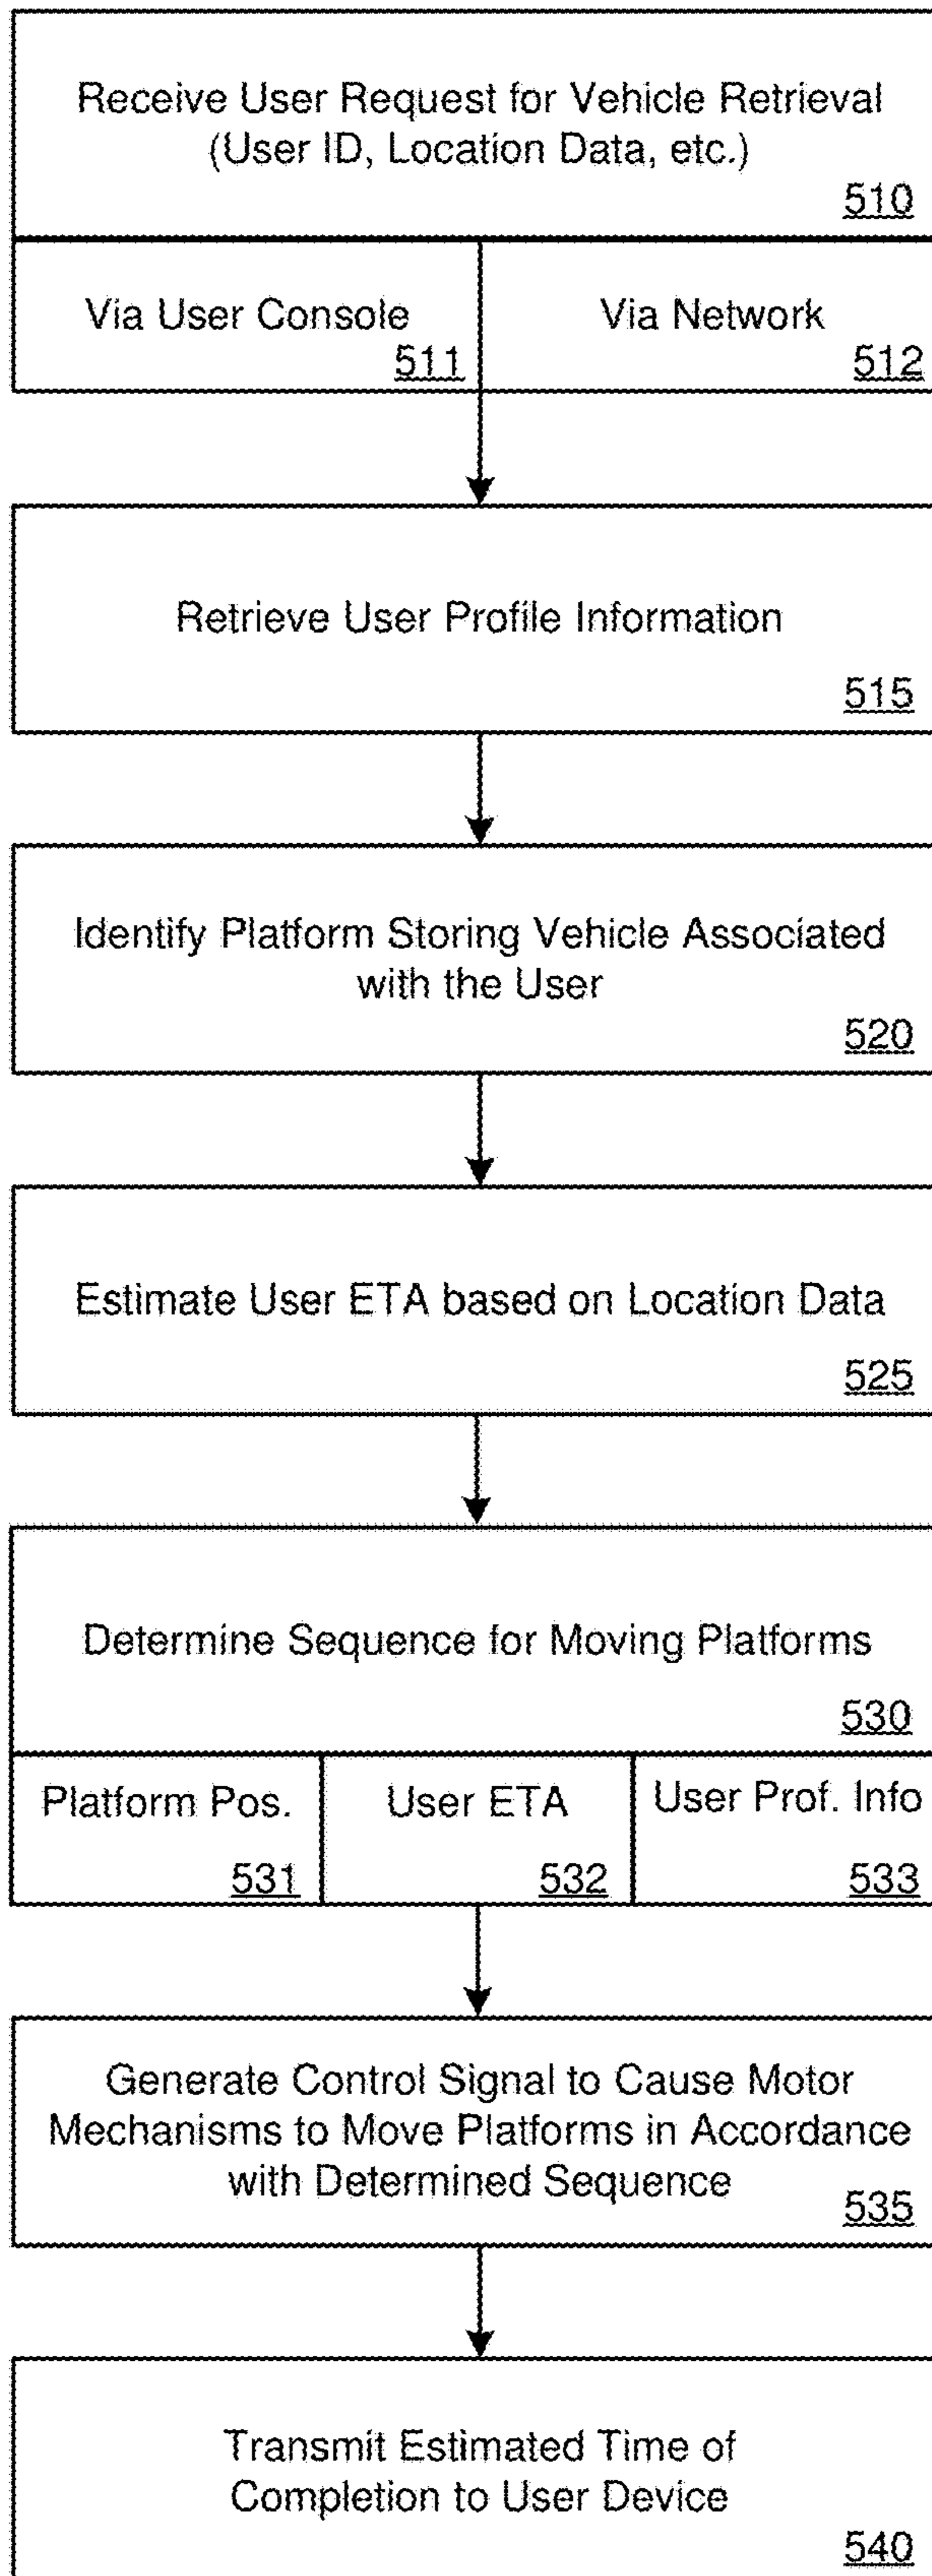 Receive User Request for Vehicle Retrieval
(User ID, Location Data, etc.)
510
Via User Console
511
Via Network
512
Retrieve User Profile Information
515
Identify Platform Storing Vehicle Associated
with the User
520
Estimate User ETA based on Location Data
525
Determine Sequence for Moving Platforms
530
Platform Pos.
531
User ETA
532
User Prof. Info
533
Generate Control Signal to Cause Motor
Mechanisms to Move Platforms in Accordance
with Determined Sequence
535
Transmit Estimated Time of
Completion to User Device
540